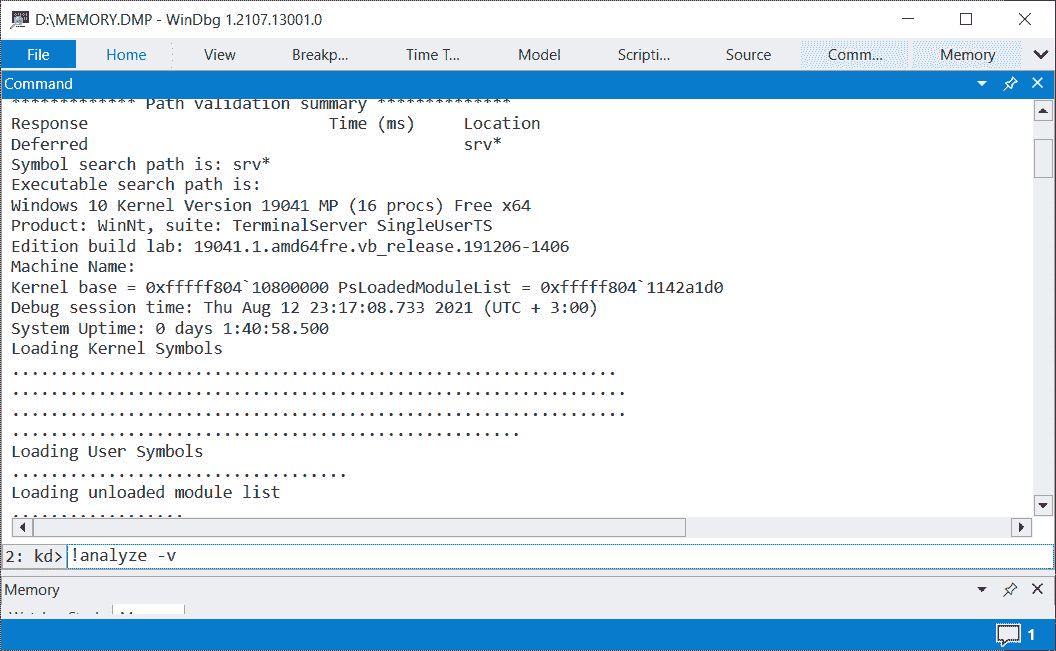 D:\MEMORY.DMP - WinDbg 1.2107.13001.0
File Home View Breakp... Time T... Model Scripti... Source Comm... Memory
Command
************* Path validation summary **************
Response Time (ms) Location
Deferred srv*
Symbol search path is: srv*
Executable search path is:
Windows 10 Kernel Version 19041 MP (16 procs) Free x64
Product: WinNt, suite: TerminalServer SingleUserTS
Edition build lab: 19041.1.amd64fre.vb_release.191206-1406
Machine Name:
Kernel base = 0xfffff804`10800000 PsLoadedModuleList = 0xfffff804`1142a1d0
Debug session time: Thu Aug 12 23:17:08.733 2021 (UTC + 3:00)
System Uptime: 0 days 1:40:58.500
Loading Kernel Symbols
...............................................................
................................................................
................................................................
.....................................................
Loading User Symbols
...................................
Loading unloaded module list
..................
2: kd> !analyze -v
Memory
1